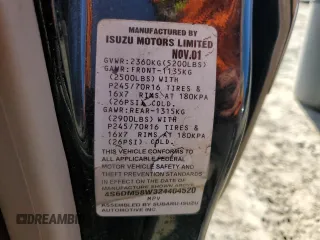 MANUFACTURED BY
ISUZU MOTORS LIMITED
NOV.01
GVWR:2360KG(5200LBS)
GAWR:FRONT-1135KG
(2500LBS)WITH
P245/70R16 TIRES &
16x7 RIMS AT 180KPA
(26PSI) COLD.
GAWR:REAR-1315KG
(2900LBS)WITH
P245/70R16 TIRES &
16x7 RIMS AT 180KPA
(26PSI) COLD.
THIS VEHICLE CONFORMS TO
ALL APPLICABLE FEDERAL
MOTOR VEHICLE SAFETY AND
THEFT PREVENTION STANDARDS
IN EFFECT ON THE DATE OF
MANUFACTURE SHOWN ABOVE.
MPV
ASSEMBLED BY SUBARU-ISUZU
AUTOMOTIVE INC.
DREAMBID